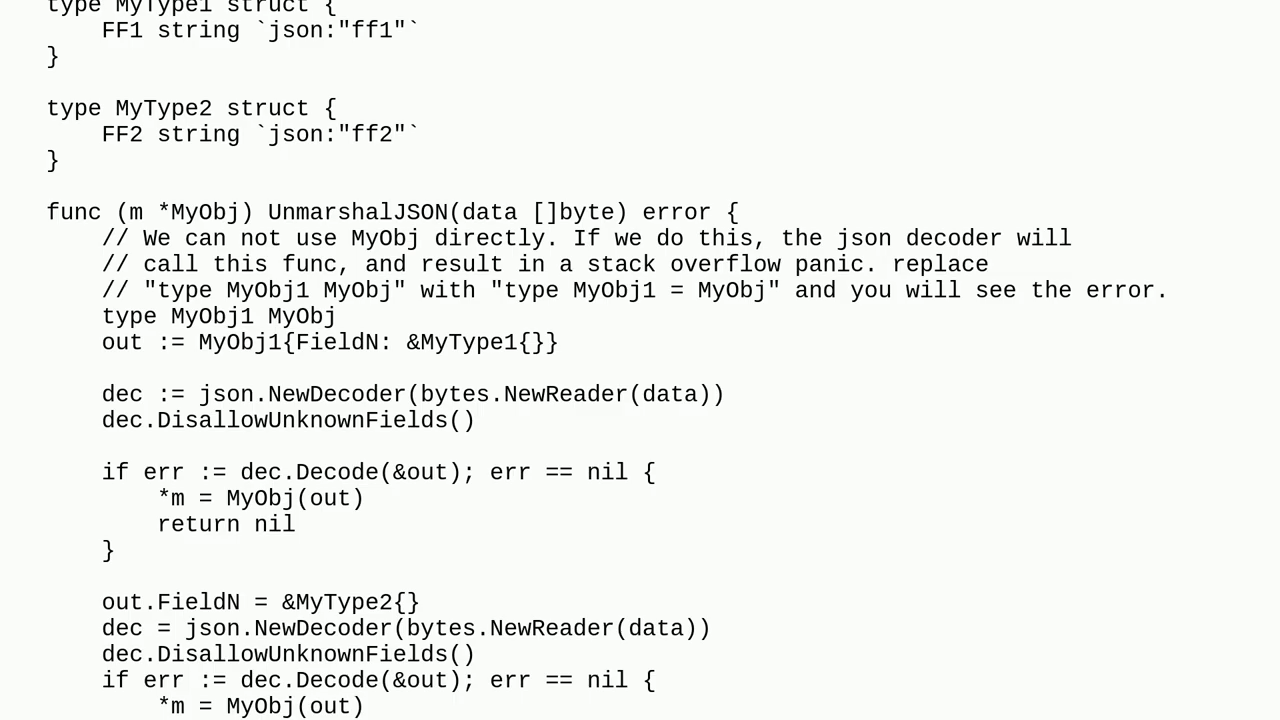 type MyType1 struct {
    FF1 string `json:"ff1"`
}

type MyType2 struct {
    FF2 string `json:"ff2"`
}

func (m *MyObj) UnmarshalJSON(data []byte) error {
    // We can not use MyObj directly. If we do this, the json decoder will
    // call this func, and result in a stack overflow panic. replace
    // "type MyObj1 MyObj" with "type MyObj1 = MyObj" and you will see the error.
    type MyObj1 MyObj
    out := MyObj1{FieldN: &MyType1{}}

    dec := json.NewDecoder(bytes.NewReader(data))
    dec.DisallowUnknownFields()

    if err := dec.Decode(&out); err == nil {
        *m = MyObj(out)
        return nil
    }

    out.FieldN = &MyType2{}
    dec = json.NewDecoder(bytes.NewReader(data))
    dec.DisallowUnknownFields()
    if err := dec.Decode(&out); err == nil {
        *m = MyObj(out)